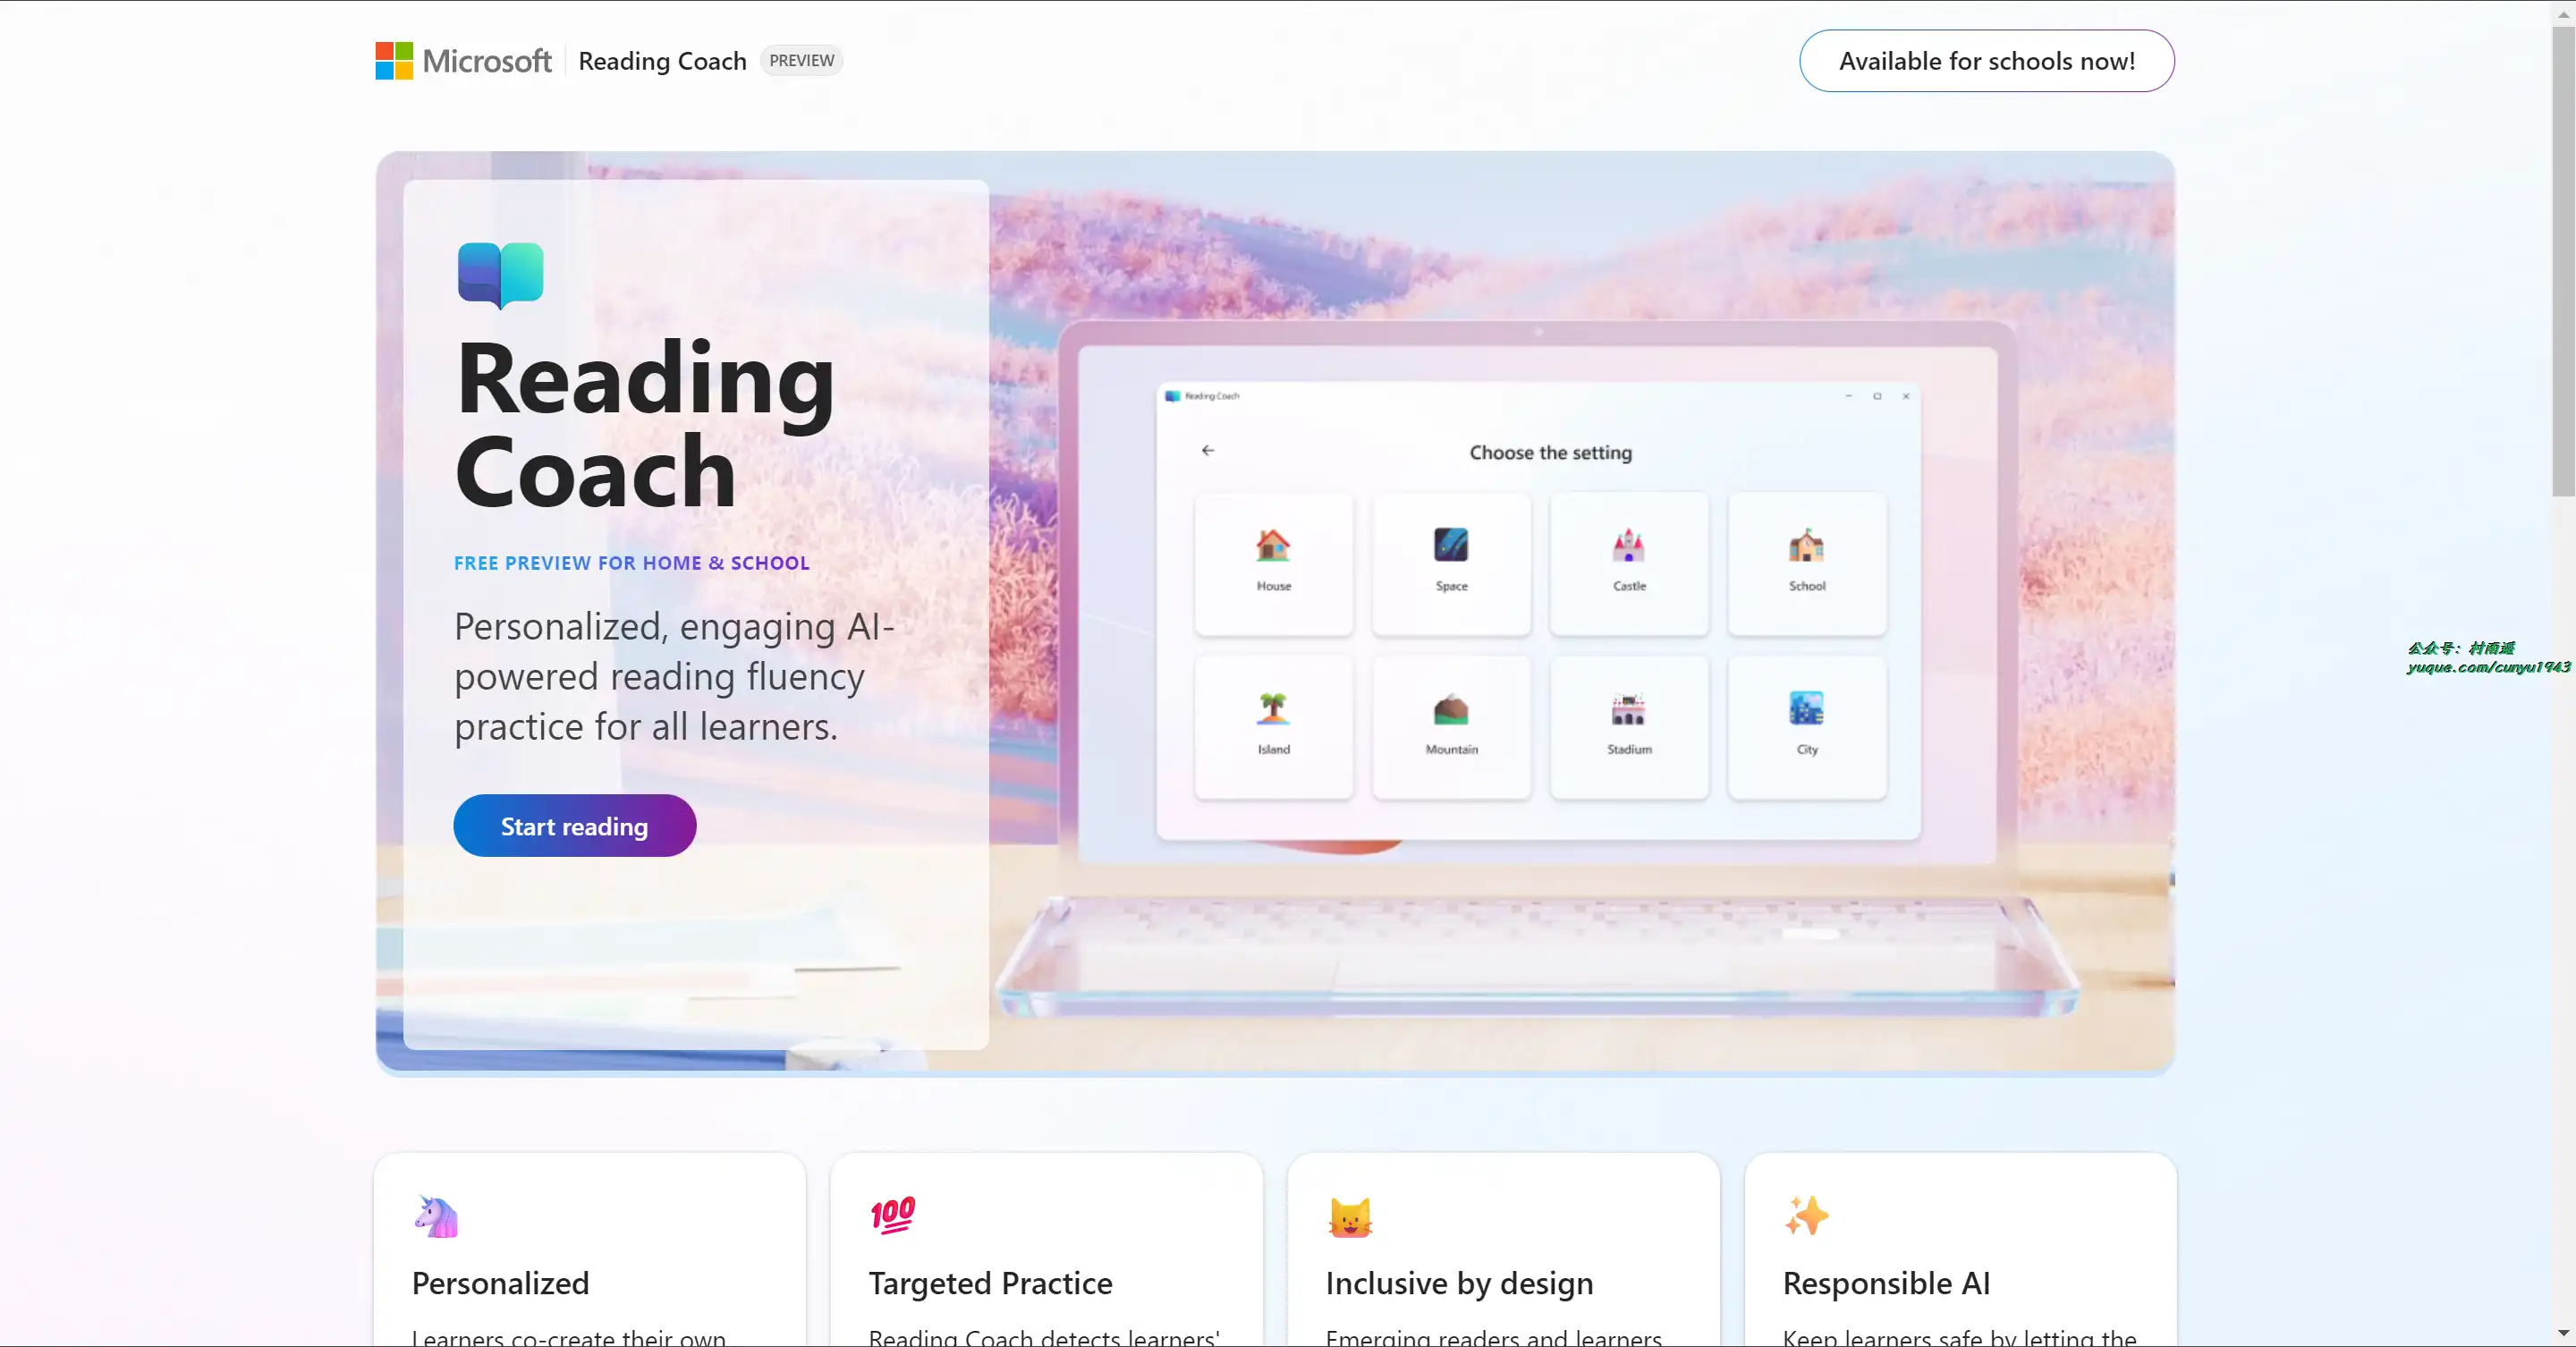 Microsoft
Reading Coach
PREVIEW
Available for schools now!
Reading
Coach
FREE PREVIEW FOR HOME & SCHOOL
Personalized, engaging AI-
powered reading fluency
practice for all learners.
Start reading
Reading Coach
Choose the setting
House
Space
Castle
School
Island
Mountain
Stadium
City
公众号：村雨遥
yuque.com/cunyu1943
100
Personalized
Learners co-create their own
Targeted Practice
Reading Coach detects learners'
Inclusive by design
Emerging readers and learners
Responsible AI
Keep learners safe by letting the